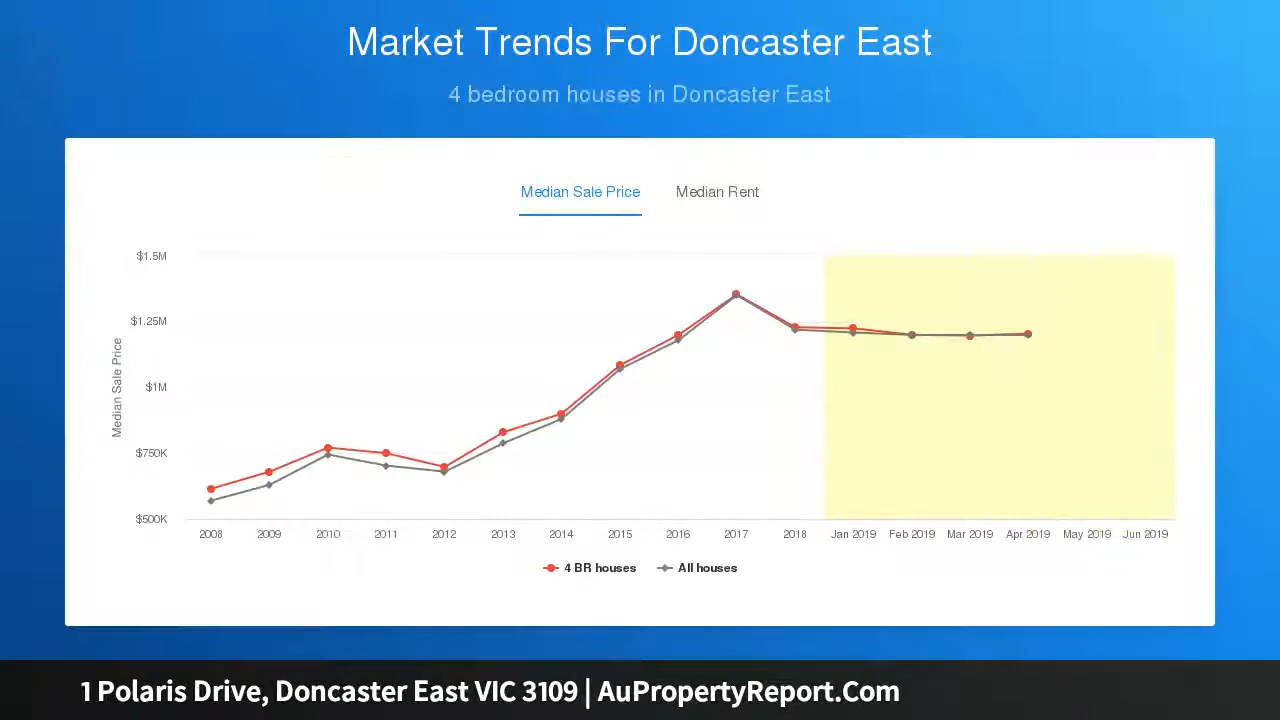 Market Trends For Doncaster East
4 bedroom houses in Doncaster East
Median Sale Price Median Rent
Median Sale Price
$1.5M
$1.25M
$1M
$750K
$500K
2008 2009 2010 2011 2012 2013 2014 2015 2016 2017 2018 Jan 2019 Feb 2019 Mar 2019 Apr 2019 May 2019 Jun 2019
4 BR houses All houses
1 Polaris Drive, Doncaster East VIC 3109 | AuPropertyReport.Com